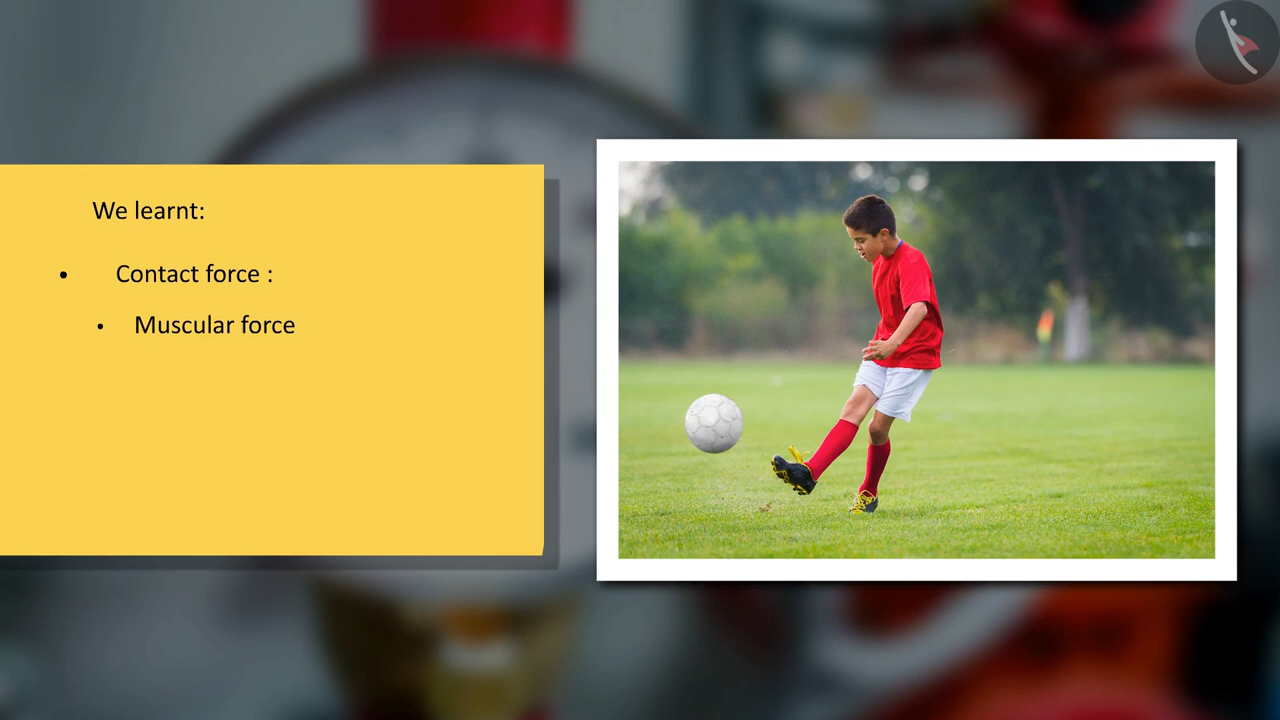 We learnt:
• Contact force :
• Muscular force